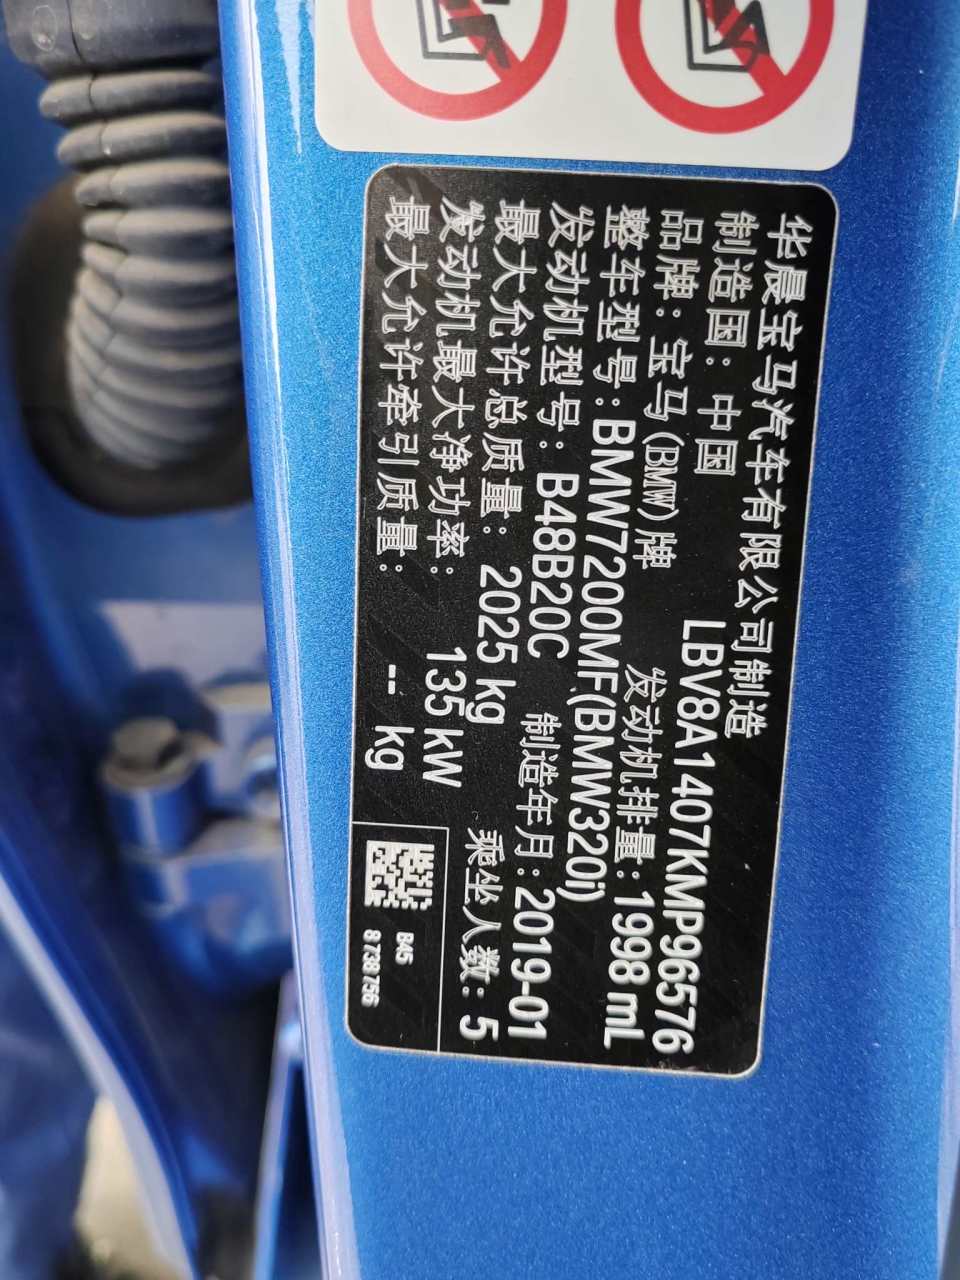 华晨宝马汽车有限公司制造
制造国：中国 LBV8A1407KMP96576
品牌：宝马(BMW)牌 发动机排量：1998 mL
整车型号：BMW7200MF(BMW320i)
发动机型号：B48B20C 制造年月：2019-01
最大允许总质量：2025 kg 乘坐人数：5
发动机最大净功率：135 kW
最大允许牵引质量：-- kg
B45
8 738 756